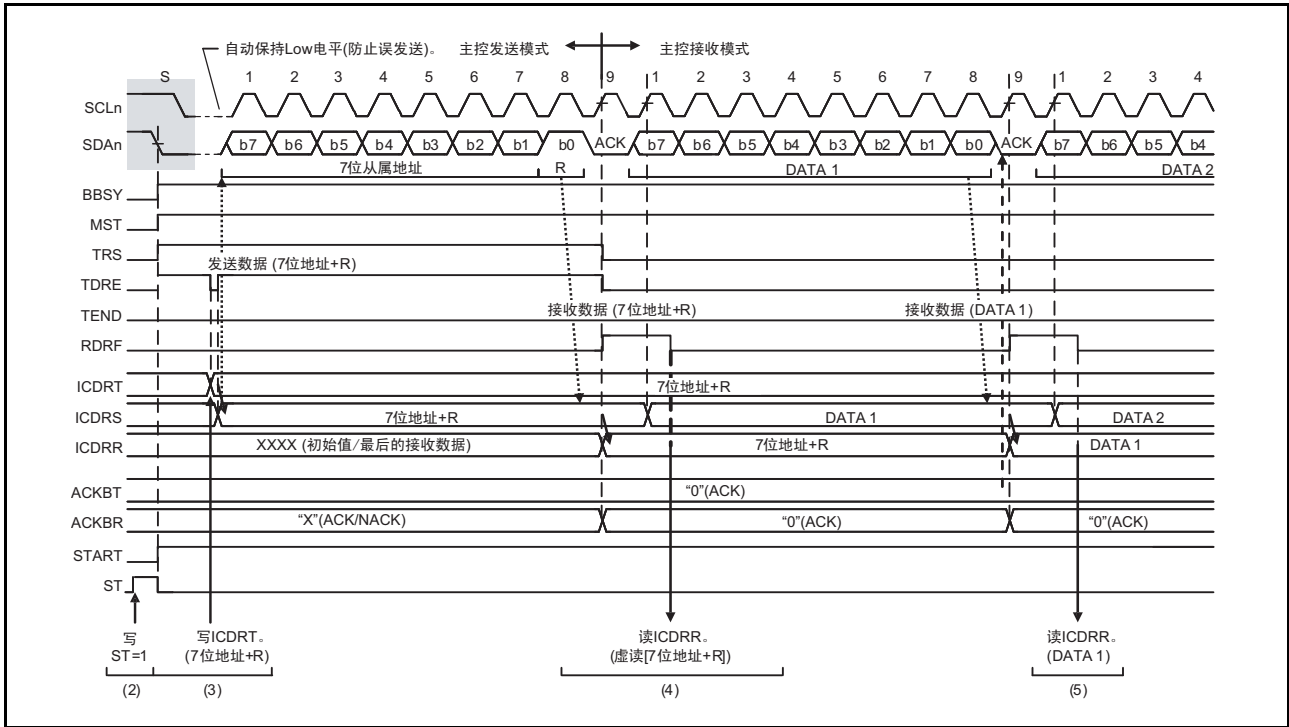 自动保持Low电平(防止误发送)。 主控发送模式 主控接收模式
S 1 2 3 4 5 6 7 8 9 1 2 3 4 5 6 7 8 9 1 2 3 4
SCLn
SDAn b7 b6 b5 b4 b3 b2 b1 b0 ACK b7 b6 b5 b4 b3 b2 b1 b0 ACK b7 b6 b5 b4
7位从属地址 R DATA 1 DATA 2
BBSY
MST
TRS
发送数据 (7位地址+R)
TDRE
TEND 接收数据 (7位地址+R) 接收数据 (DATA 1)
RDRF
ICDRT 7位地址+R
ICDRS 7位地址+R DATA 1 DATA 2
ICDRR XXXX (初始值/最后的接收数据) 7位地址+R DATA 1
ACKBT “0”(ACK)
ACKBR “X”(ACK/NACK) “0”(ACK) “0”(ACK)
START
ST
写 写ICDRT。 读ICDRR。 读ICDRR。
ST=1 (7位地址+R) (虚读[7位地址+R]) (DATA 1)
(2) (3) (4) (5)